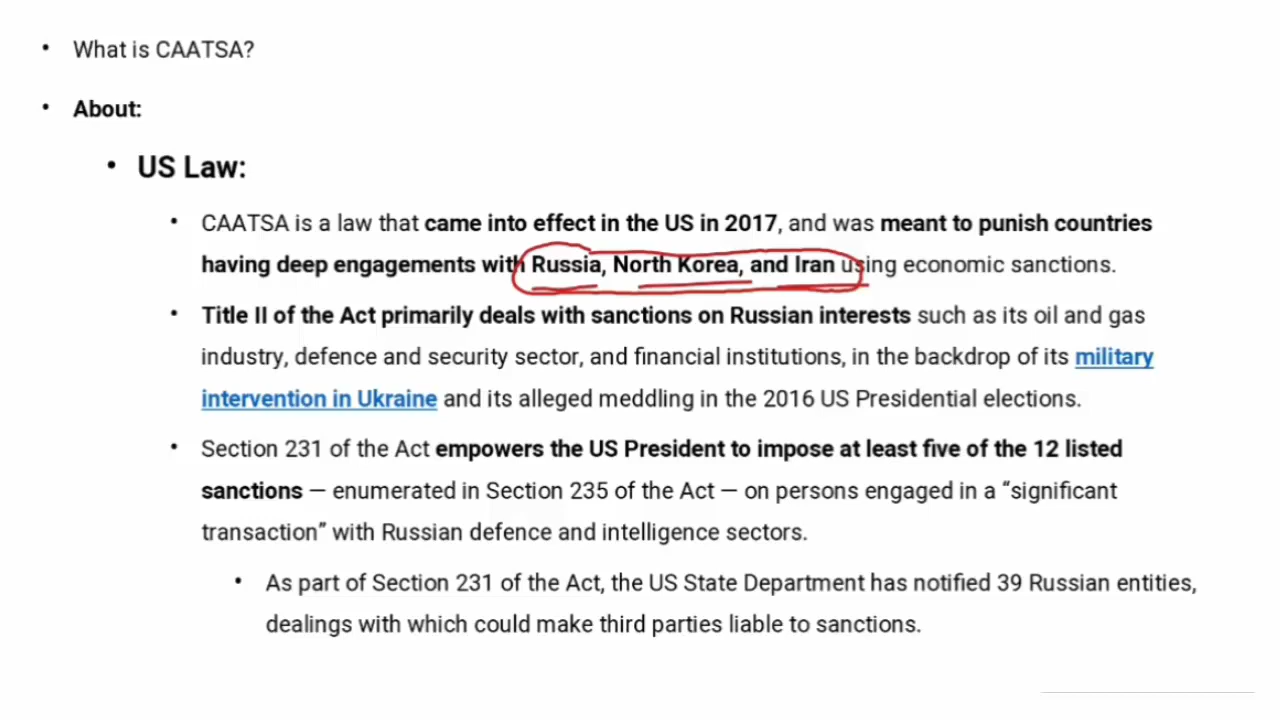 • What is CAATSA?
• About:
• US Law:
• CAATSA is a law that came into effect in the US in 2017, and was meant to punish countries
having deep engagements with Russia, North Korea, and Iran using economic sanctions.
• Title II of the Act primarily deals with sanctions on Russian interests such as its oil and gas
industry, defence and security sector, and financial institutions, in the backdrop of its military
intervention in Ukraine and its alleged meddling in the 2016 US Presidential elections.
• Section 231 of the Act empowers the US President to impose at least five of the 12 listed
sanctions — enumerated in Section 235 of the Act — on persons engaged in a “significant
transaction” with Russian defence and intelligence sectors.
• As part of Section 231 of the Act, the US State Department has notified 39 Russian entities,
dealings with which could make third parties liable to sanctions.